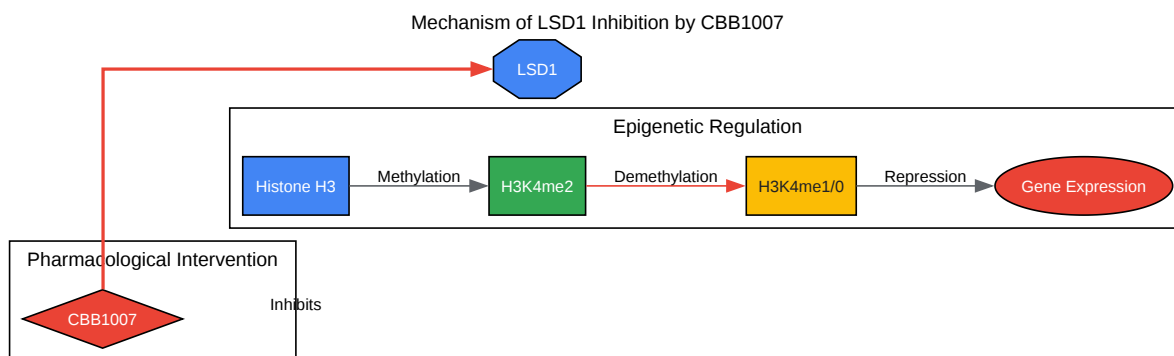 Mechanism of LSD1 Inhibition by CBB1007
LSD1
Epigenetic Regulation
Histone H3
Methylation
H3K4me2
Demethylation
H3K4me1/0
Repression
Gene Expression
Pharmacological Intervention
CBB1007
Inhibits